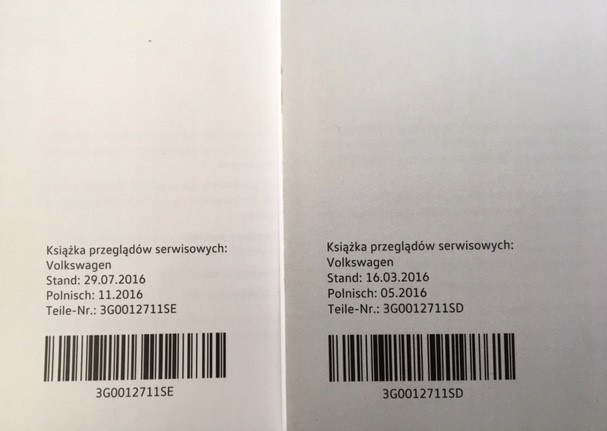 Książka przeglądów serwisowych:
Volkswagen
Stand: 29.07.2016
Polnisch: 11.2016
Teile-Nr.: 3G0012711SE
3G0012711SE
Książka przeglądów serwisowych:
Volkswagen
Stand: 16.03.2016
Polnisch: 05.2016
Teile-Nr.: 3G0012711SD
3G0012711SD